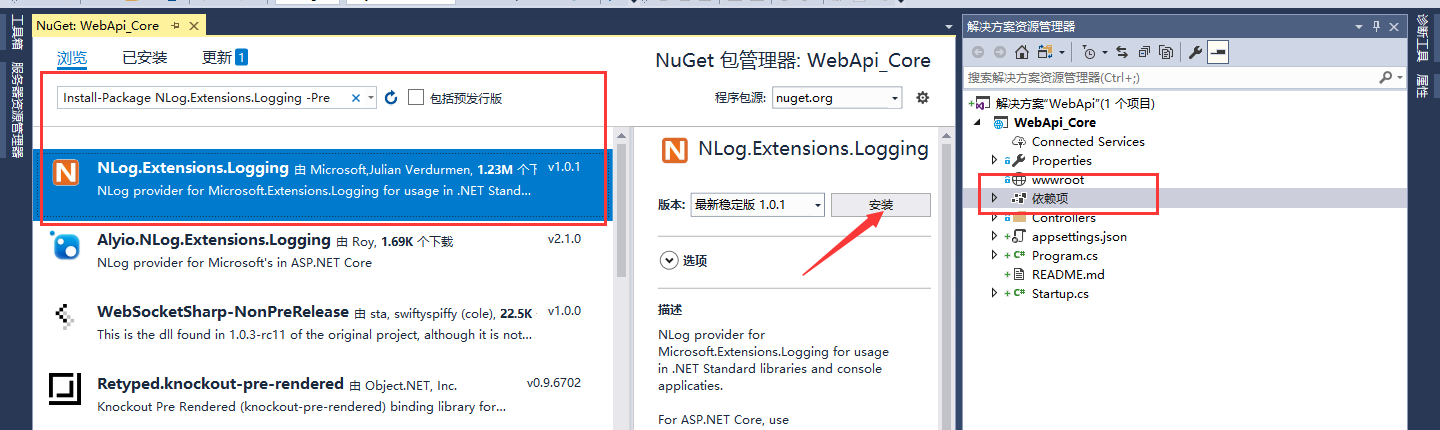 工具箱
服务器资源管理器
NuGet: WebApi_Core
浏览
已安装
更新 1
NuGet 包管理器: WebApi_Core
Install-Package NLog.Extensions.Logging -Pre
包括预发行版
程序包源: nuget.org
NLog.Extensions.Logging 由 Microsoft,Julian Verdurmen, 1.23M 个下
v1.0.1
NLog provider for Microsoft.Extensions.Logging for usage in .NET Stand...
Alyio.NLog.Extensions.Logging 由 Roy, 1.69K 个下载
v2.1.0
NLog provider for Microsoft's in ASP.NET Core
WebSocketSharp-NonPreRelease 由 sta, swiftyspiffy (cole), 22.5K
v1.0.0
This is the dll found in 1.0.3-rc11 of the original project, although it is not...
Retyped.knockout-pre-rendered 由 Object.NET, Inc.
v0.9.6702
Knockout Pre Rendered (knockout-pre-rendered) binding library for...
NLog.Extensions.Logging
版本: 最新稳定版 1.0.1
安装
选项
描述
NLog provider for
Microsoft.Extensions.Logging for usage
in .NET Standard libraries and console
applicaties.
For ASP.NET Core, use
解决方案资源管理器
搜索解决方案资源管理器(Ctrl+;)
解决方案"WebApi"(1 个项目)
WebApi_Core
Connected Services
Properties
wwwroot
依赖项
Controllers
appsettings.json
C# Program.cs
README.md
C# Startup.cs
诊断工具
属性